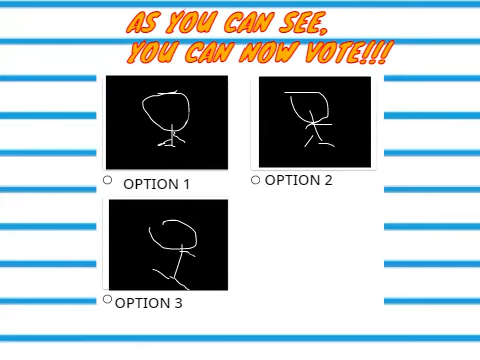 AS YOU CAN SEE,
YOU CAN NOW VOTE!!!
OPTION 1
OPTION 2
OPTION 3